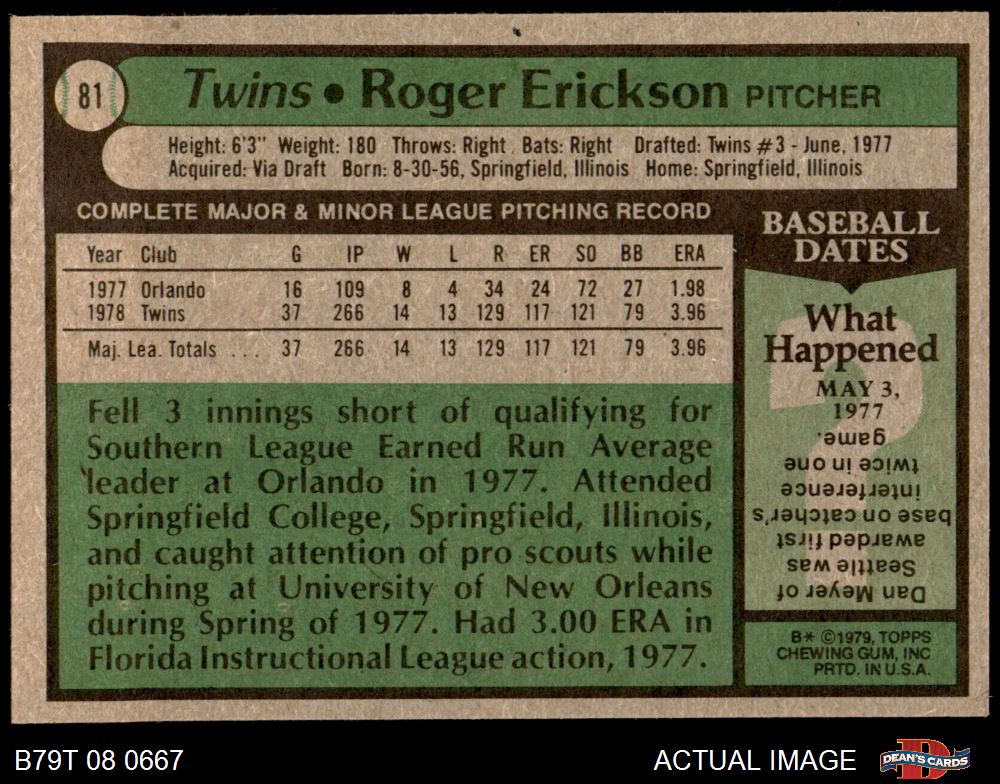 81
Twins • Roger Erickson PITCHER
Height: 6'3" Weight: 180 Throws: Right Bats: Right Drafted: Twins #3 - June, 1977
Acquired: Via Draft Born: 8-30-56, Springfield, Illinois Home: Springfield, Illinois
COMPLETE MAJOR & MINOR LEAGUE PITCHING RECORD
Year Club G IP W L R ER SO BB ERA
1977 Orlando 16 109 8 4 34 24 72 27 1.98
1978 Twins 37 266 14 13 129 117 121 79 3.96
Maj. Lea. Totals ... 37 266 14 13 129 117 121 79 3.96
Fell 3 innings short of qualifying for
Southern League Earned Run Average
leader at Orlando in 1977. Attended
Springfield College, Springfield, Illinois,
and caught attention of pro scouts while
pitching at University of New Orleans
during Spring of 1977. Had 3.00 ERA in
Florida Instructional League action, 1977.
BASEBALL
DATES
What
Happened
MAY 3,
1977
Dan Meyer of
Seattle was
awarded first
base on catcher's
interference
twice in one
game.
B* ©1979, TOPPS
CHEWING GUM, INC
PRTD. IN U.S.A.
B79T 08 0667
ACTUAL IMAGE
DEAN'S CARDS